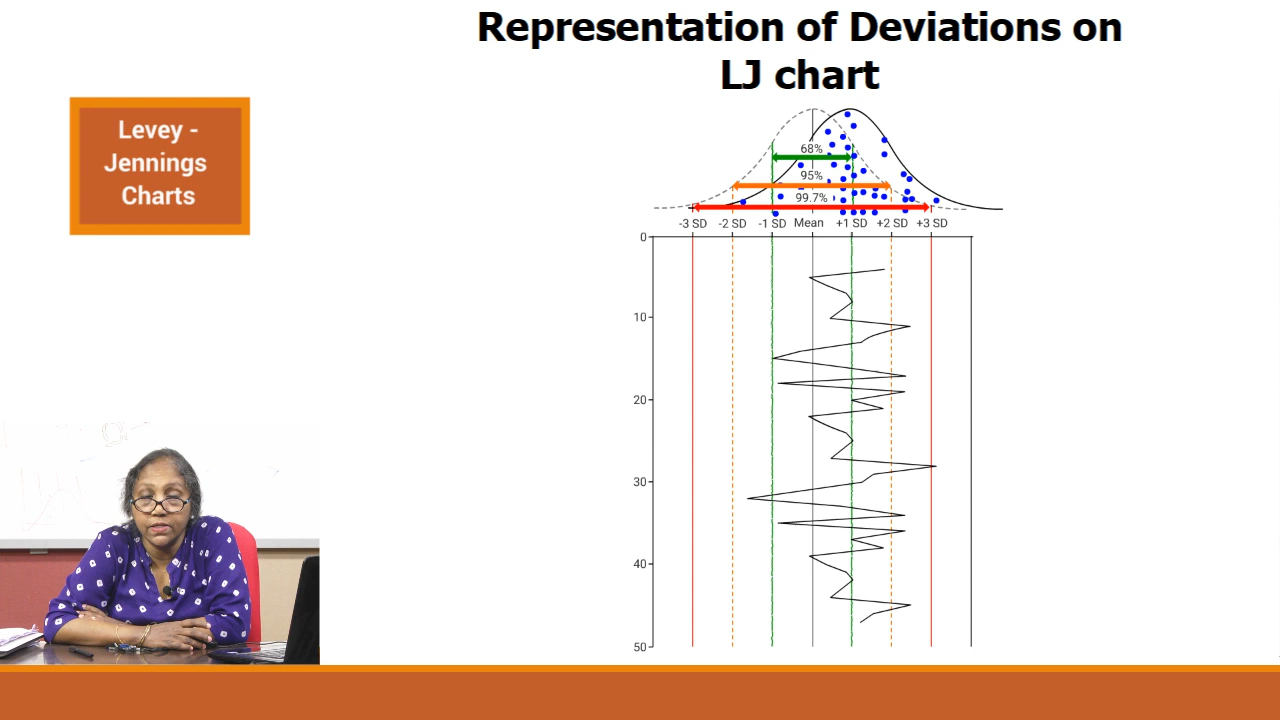 Representation of Deviations on
LJ chart
Levey -
Jennings
Charts
68%
95%
99.7%
-3 SD -2 SD -1 SD Mean +1 SD +2 SD +3 SD
0
10
20
30
40
50